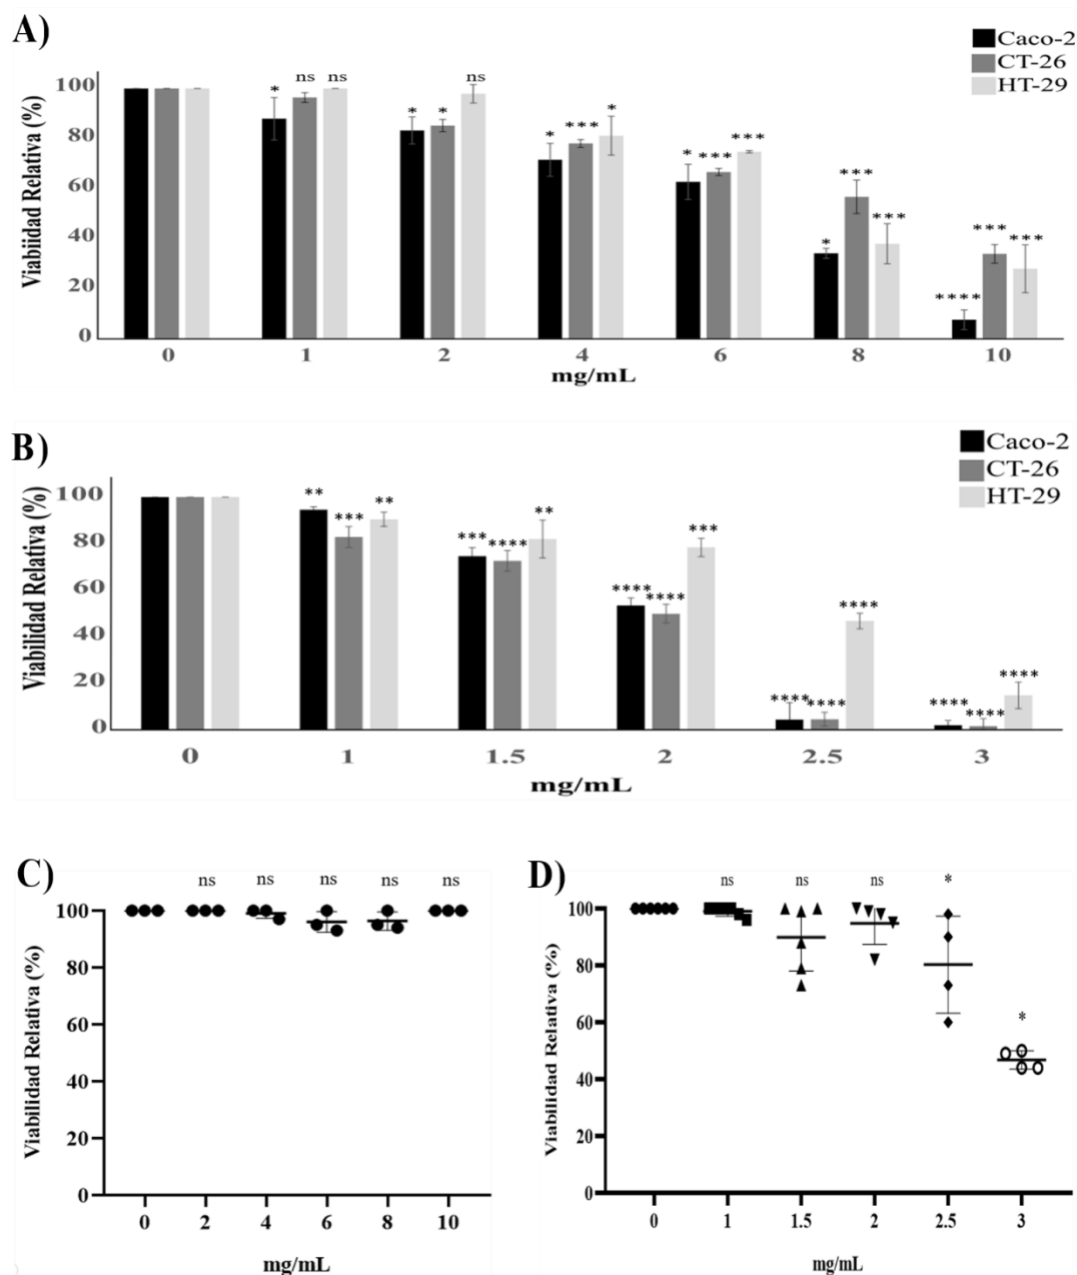 A)
Caco-2
CT-26
HT-29
Viabiidad Relativa (%)
100
80
60
40
20
0
* ns ns
* * ns
* *** *
* *** ***
* *** ***
**** *** ***
0 1 2 4 6 8 10
mg/mL
B)
Caco-2
CT-26
HT-29
Viabilidad Relativa (%)
100
80
60
40
20
0
** *** **
*** **** **
**** **** ***
**** **** ****
**** **** ****
0 1 1.5 2 2.5 3
mg/mL
C)
ns ns ns ns ns
Viabilidad Relativa (%)
100
80
60
40
20
0
0 2 4 6 8 10
mg/mL
D)
ns ns ns * *
Viabilidad Relativa (%)
100
80
60
40
20
0
0 1 1.5 2 2.5 3
mg/mL